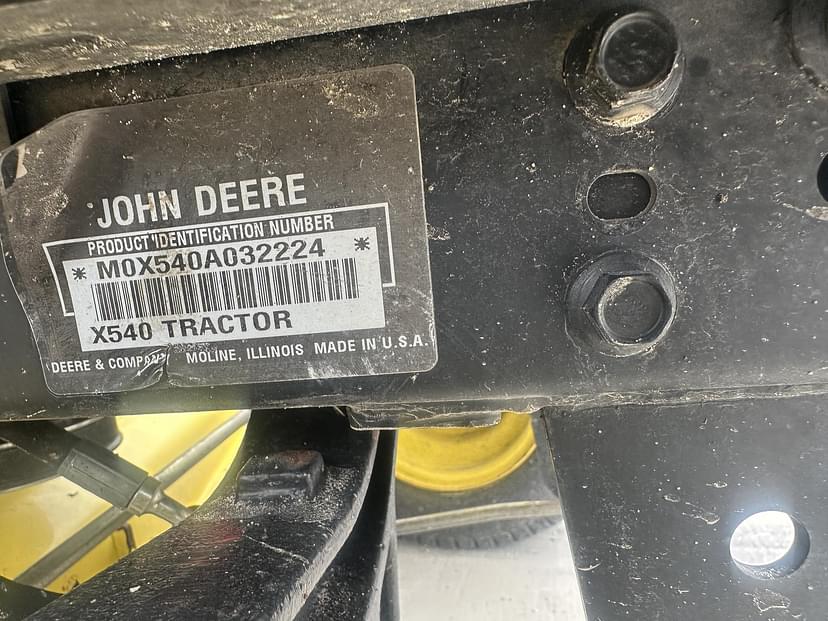 JOHN DEERE
PRODUCT IDENTIFICATION NUMBER
* M0X540A032224 *
X540 TRACTOR
DEERE & COMPANY MOLINE, ILLINOIS MADE IN U.S.A.